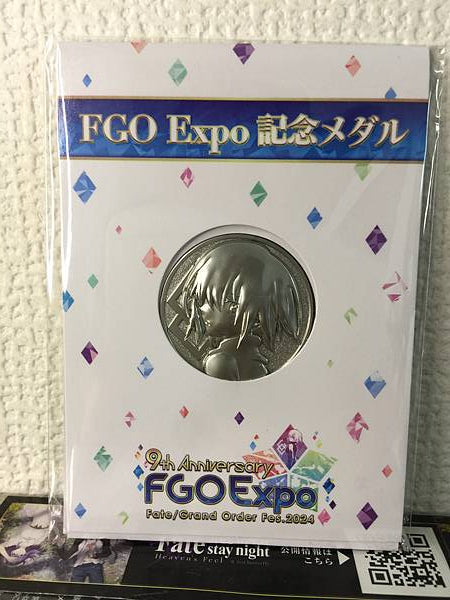 FGO Expo 記念メダル
9th Anniversary
FGO Expo
Fate/Grand Order Fes.2024
Fate/stay night
Heaven's Feel
公開情報は
こちら